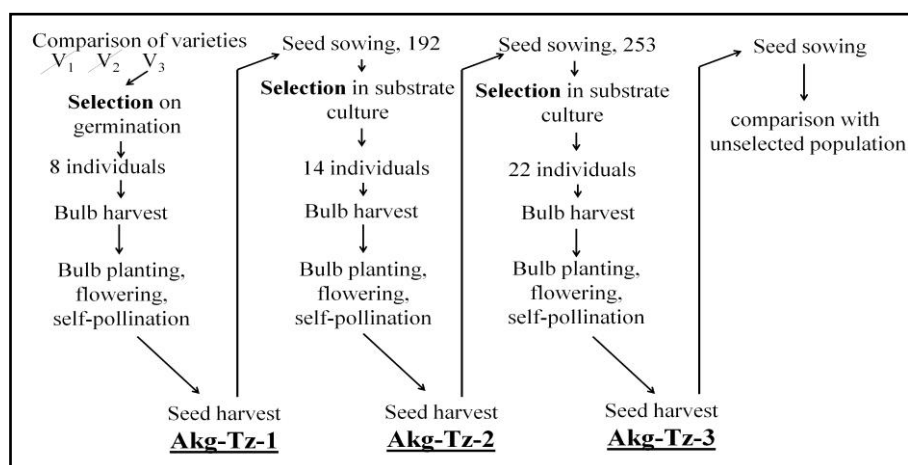 Comparison of varieties
V1 V2 V3
Selection on
germination
8 individuals
Bulb harvest
Bulb planting,
flowering,
self-pollination
Seed harvest
Akg-Tz-1
Seed sowing, 192
Selection in substrate
culture
14 individuals
Bulb harvest
Bulb planting,
flowering,
self-pollination
Seed harvest
Akg-Tz-2
Seed sowing, 253
Selection in substrate
culture
22 individuals
Bulb harvest
Bulb planting,
flowering,
self-pollination
Seed harvest
Akg-Tz-3
Seed sowing
comparison with
unselected population